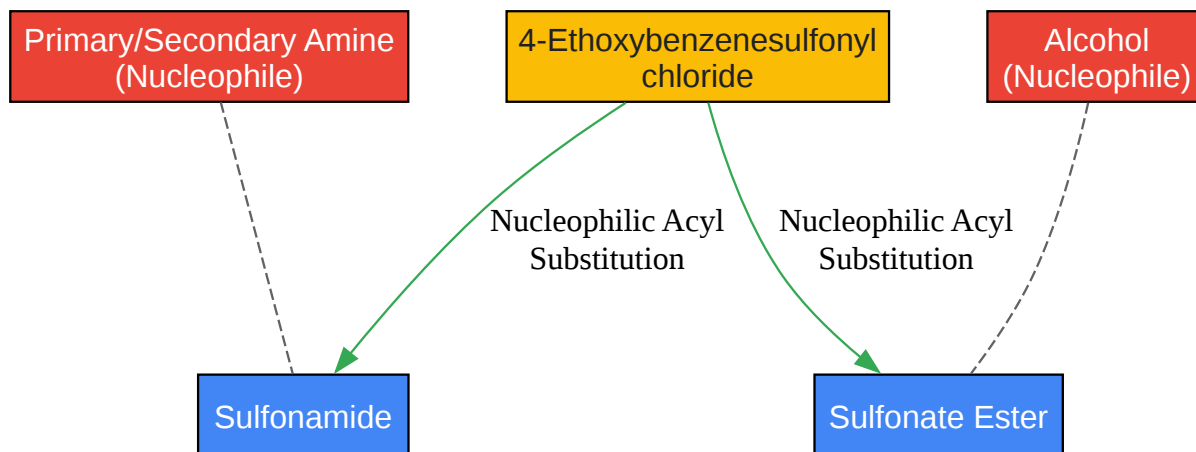 Primary/Secondary Amine
(Nucleophile)
4-Ethoxybenzenesulfonyl
chloride
Alcohol
(Nucleophile)
Nucleophilic Acyl
Substitution
Nucleophilic Acyl
Substitution
Sulfonamide
Sulfonate Ester